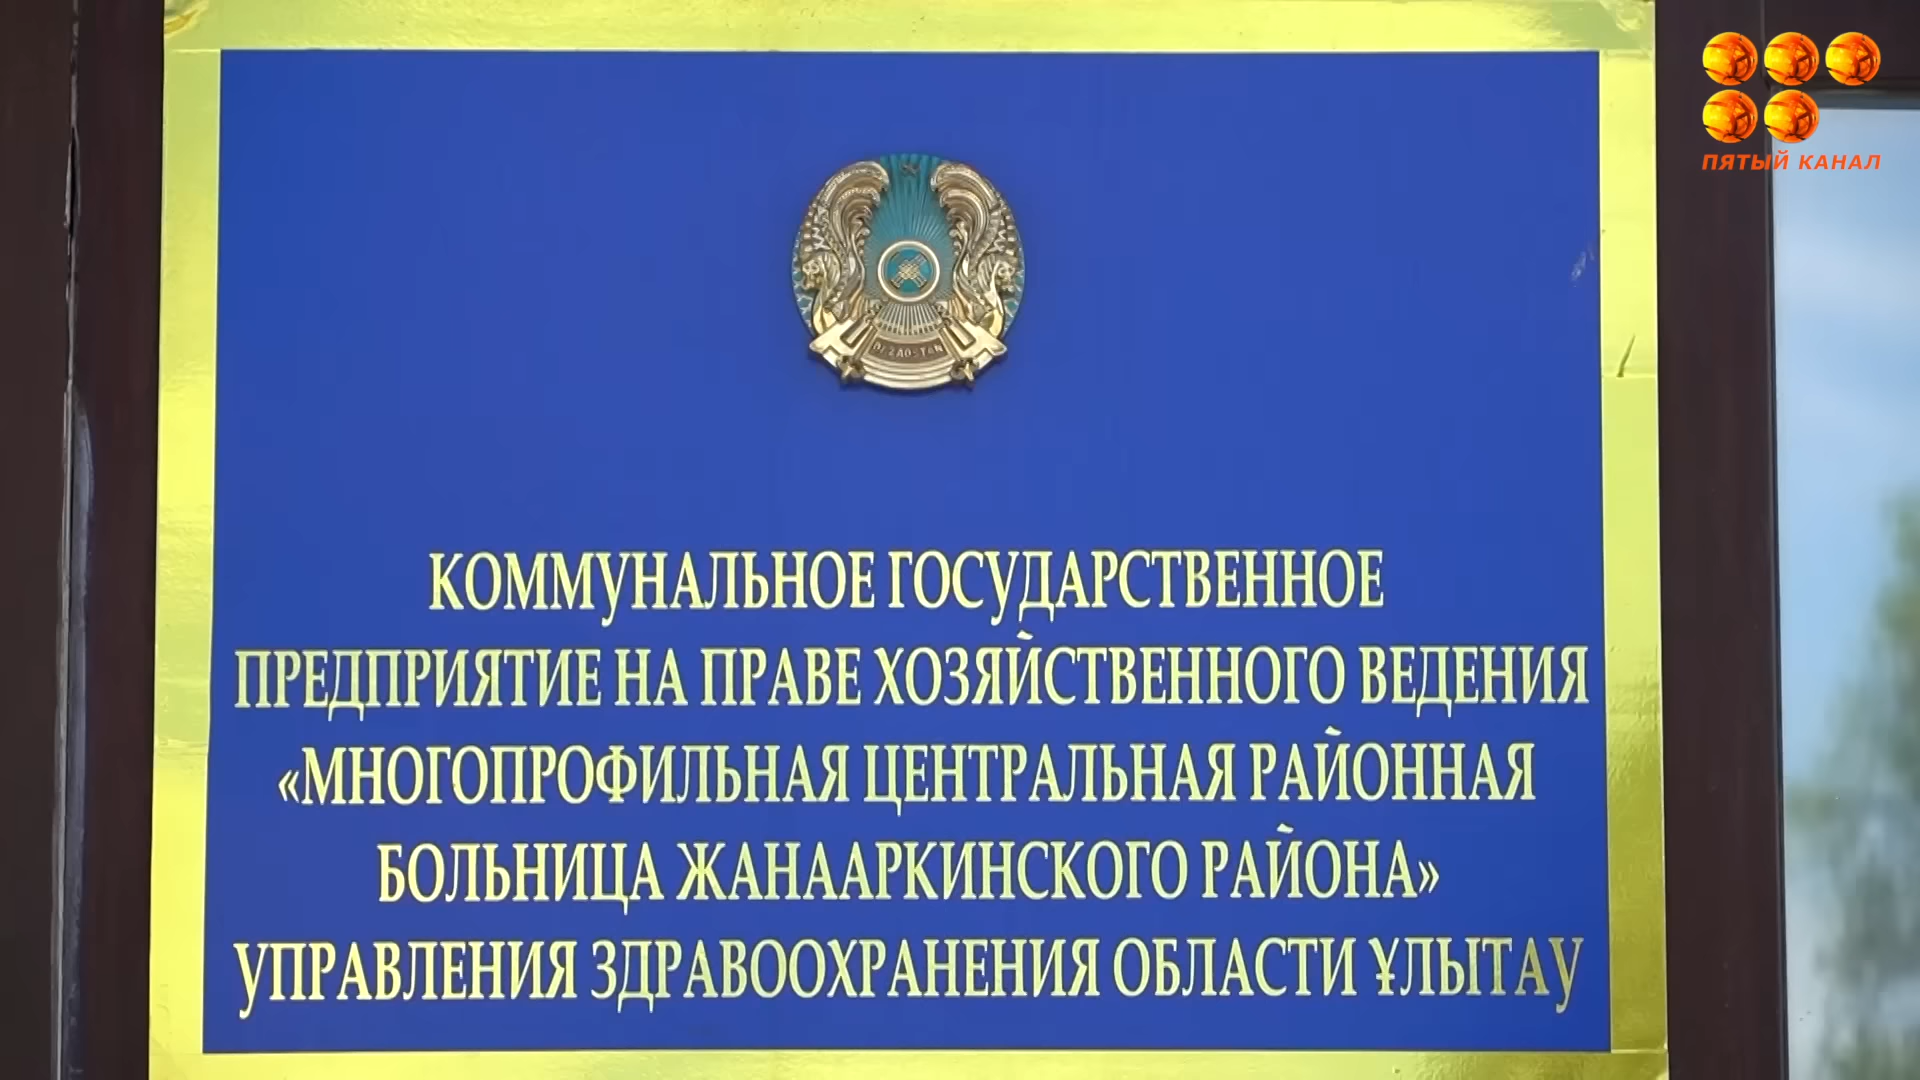 ПЯТЫЙ КАНАЛ
КОММУНАЛЬНОЕ ГОСУДАРСТВЕННОЕ
ПРЕДПРИЯТИЕ НА ПРАВЕ ХОЗЯЙСТВЕННОГО ВЕДЕНИЯ
«МНОГОПРОФИЛЬНАЯ ЦЕНТРАЛЬНАЯ РАЙОННАЯ
БОЛЬНИЦА ЖАНААРКИНСКОГО РАЙОНА»
УПРАВЛЕНИЯ ЗДРАВООХРАНЕНИЯ ОБЛАСТИ ҰЛЫТАУ